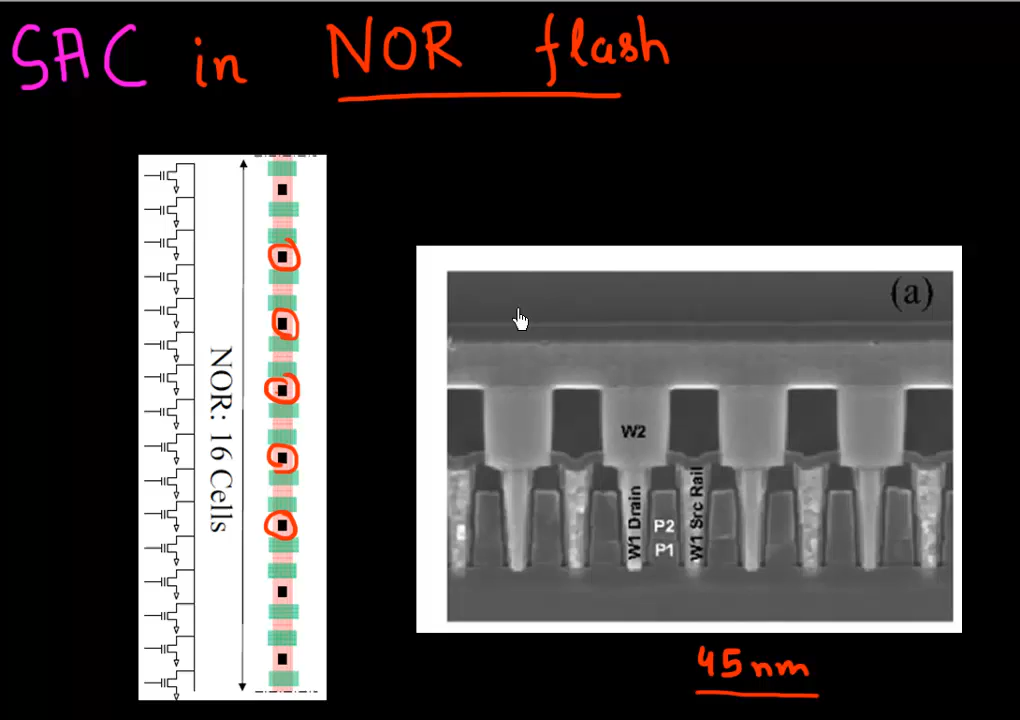 SAC in NOR flash
NOR: 16 Cells
(a)
W2
W1 Drain
P2
P1
W1 Src Rail
45nm